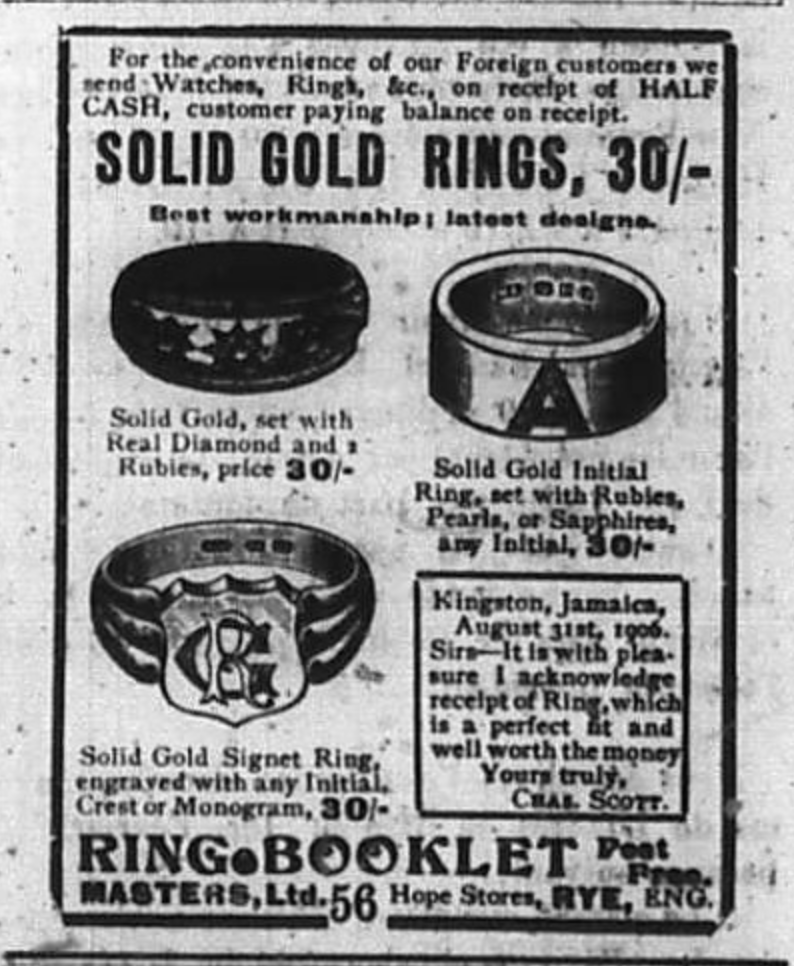 For the convenience of our Foreign customers we
send Watches, Rings, &c., on receipt of HALF
CASH, customer paying balance on receipt.
SOLID GOLD RINGS, 30/-
Best workmanship; latest designs.
Solid Gold, set with
Real Diamond and 2
Rubies, price 30/-
A
Solid Gold Initial
Ring, set with Rubies,
Pearls, or Sapphires,
any Initial, 30/-
Solid Gold Signet Ring,
engraved with any Initial,
Crest or Monogram, 30/-
Kingston, Jamaica,
August 31st, 1906.
Sirs—It is with plea-
sure I acknowledge
receipt of Ring, which
is a perfect fit and
well worth the money
Yours truly,
CHAS. SCOTT.
RING BOOKLET Post
Free.
MASTERS, Ltd. 56 Hope Stores, RYE, ENG.